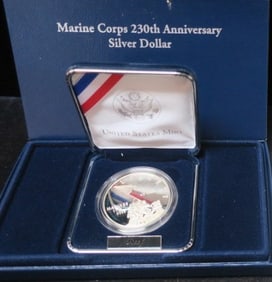 Marine Corps 230th Anniversary
Silver Dollar
United States Mint